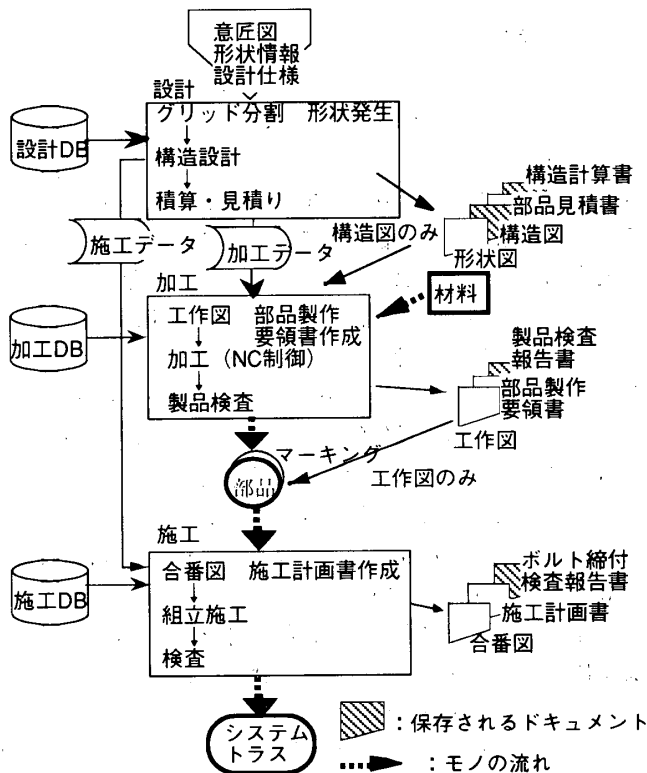 意匠図
形状情報
設計仕様
設計
グリッド分割 形状発生
設計DB
構造設計
積算・見積り
構造計算書
部品見積書
構造図
形状図
施工データ
加工データ
構造図のみ
加工
材料
工作図 部品製作
要領書作成
加工DB
加工(NC制御)
製品検査
製品検査
報告書
部品製作
要領書
工作図
マーキング
部品
工作図のみ
施工
合番図 施工計画書作成
施工DB
組立施工
検査
ボルト締付
検査報告書
施工計画書
合番図
システム
トラス
:保存されるドキュメント
:モノの流れ